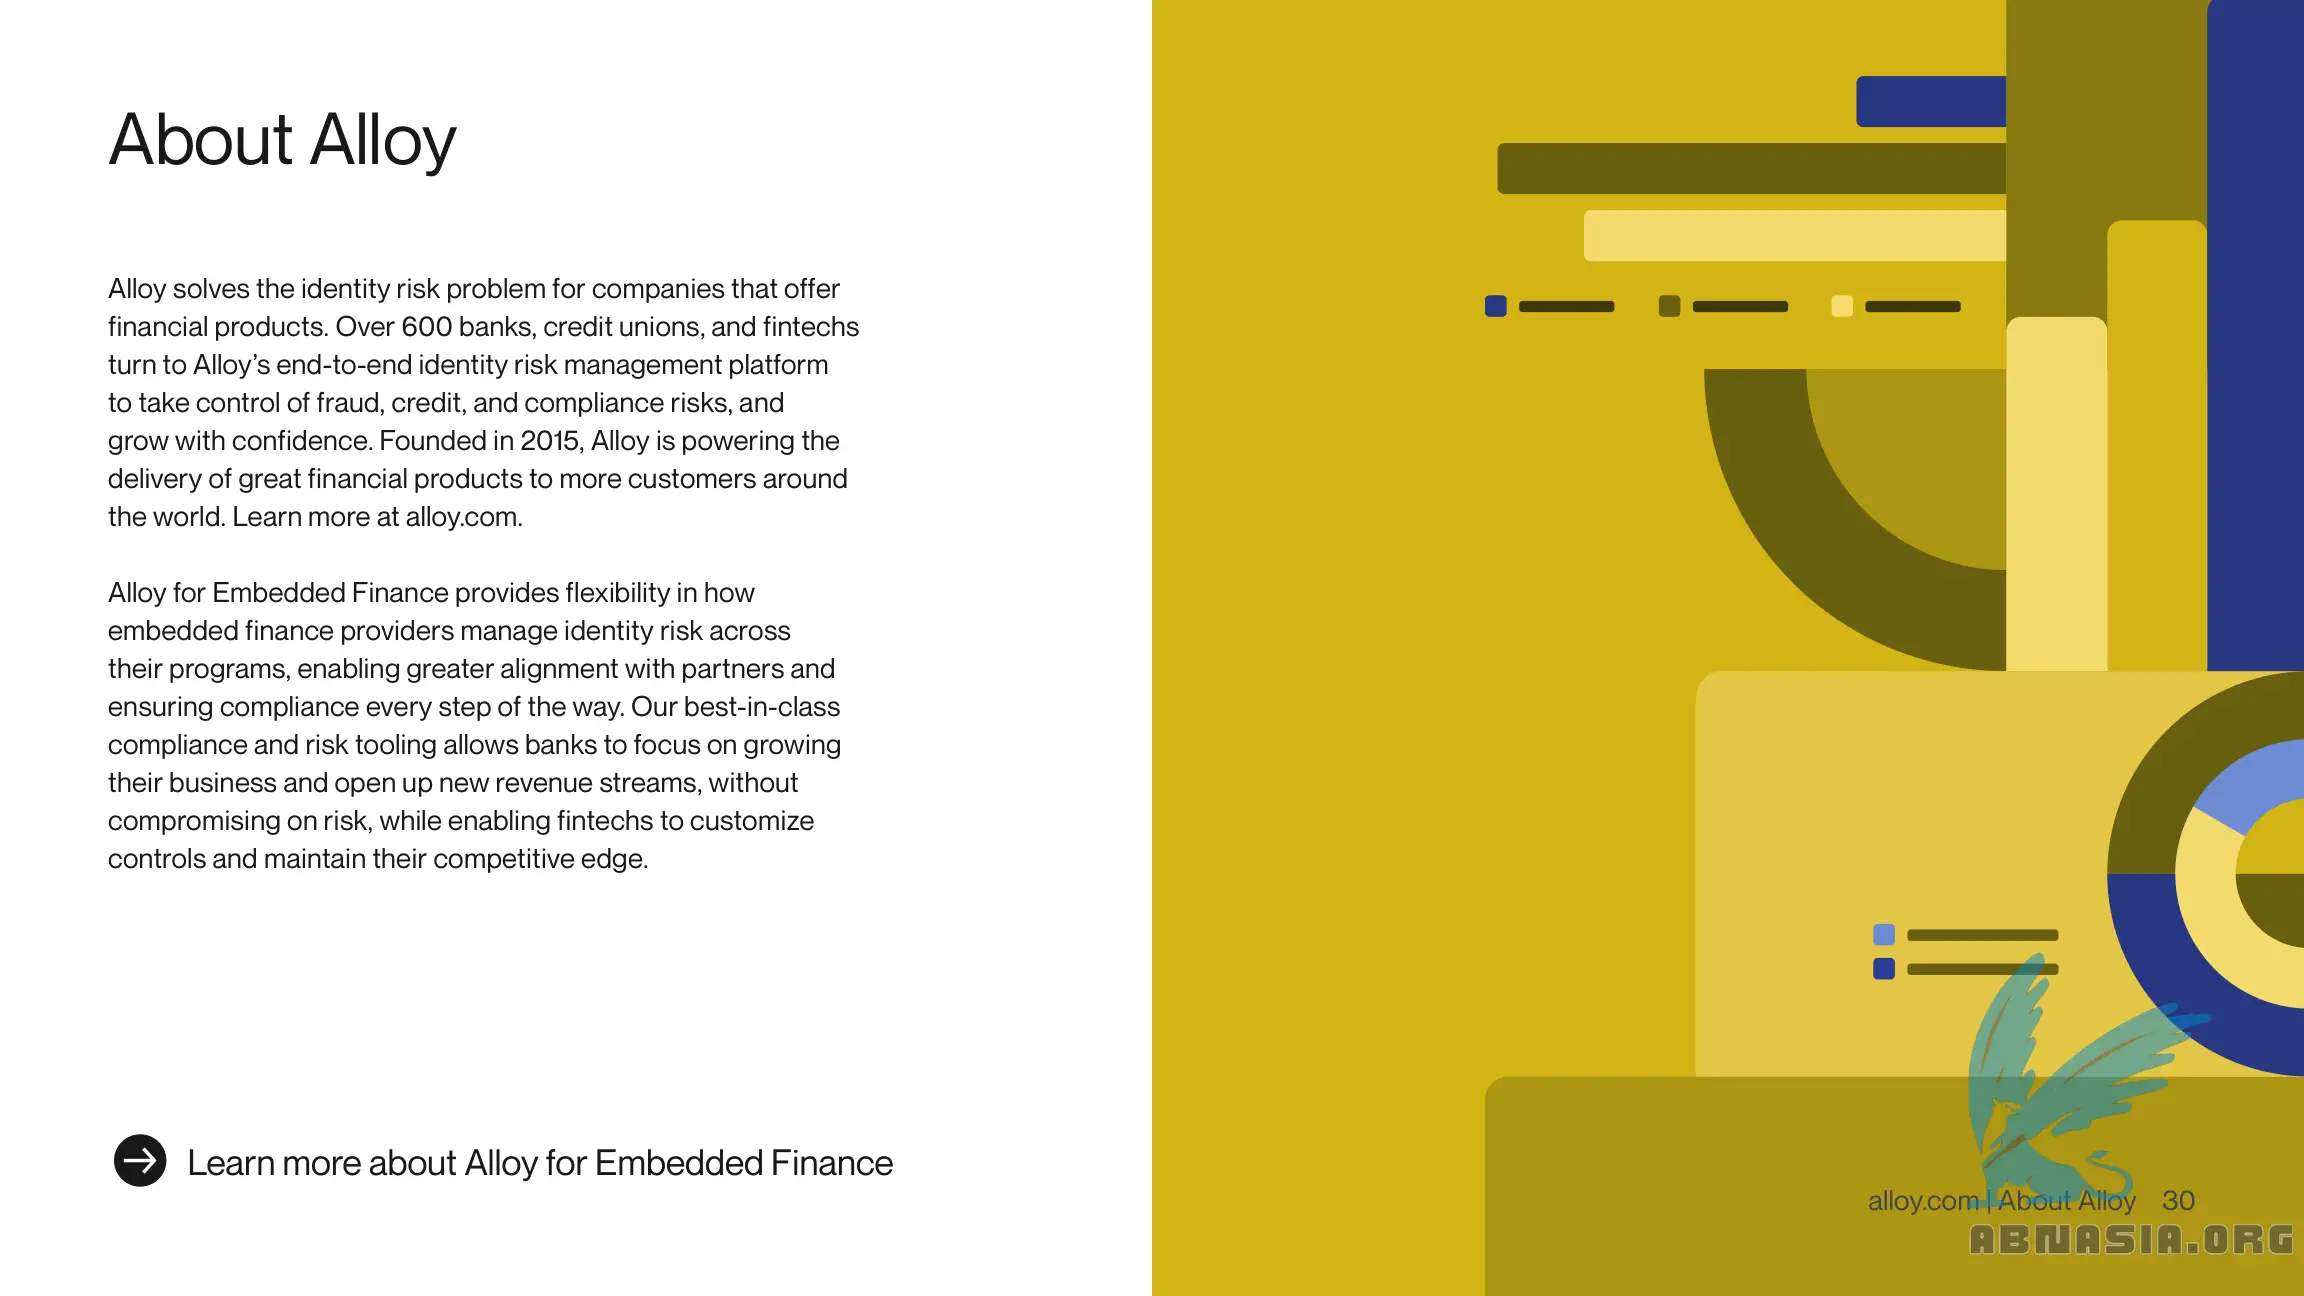 About Alloy
Alloy solves the identity risk problem for companies that offer
financial products. Over 600 banks, credit unions, and fintechs
turn to Alloy’s end-to-end identity risk management platform
to take control of fraud, credit, and compliance risks, and
grow with confidence. Founded in 2015, Alloy is powering the
delivery of great financial products to more customers around
the world. Learn more at alloy.com.
Alloy for Embedded Finance provides flexibility in how
embedded finance providers manage identity risk across
their programs, enabling greater alignment with partners and
ensuring compliance every step of the way. Our best-in-class
compliance and risk tooling allows banks to focus on growing
their business and open up new revenue streams, without
compromising on risk, while enabling fintechs to customize
controls and maintain their competitive edge.
Learn more about Alloy for Embedded Finance
alloy.com | About Alloy 30
ABNASIA.ORG